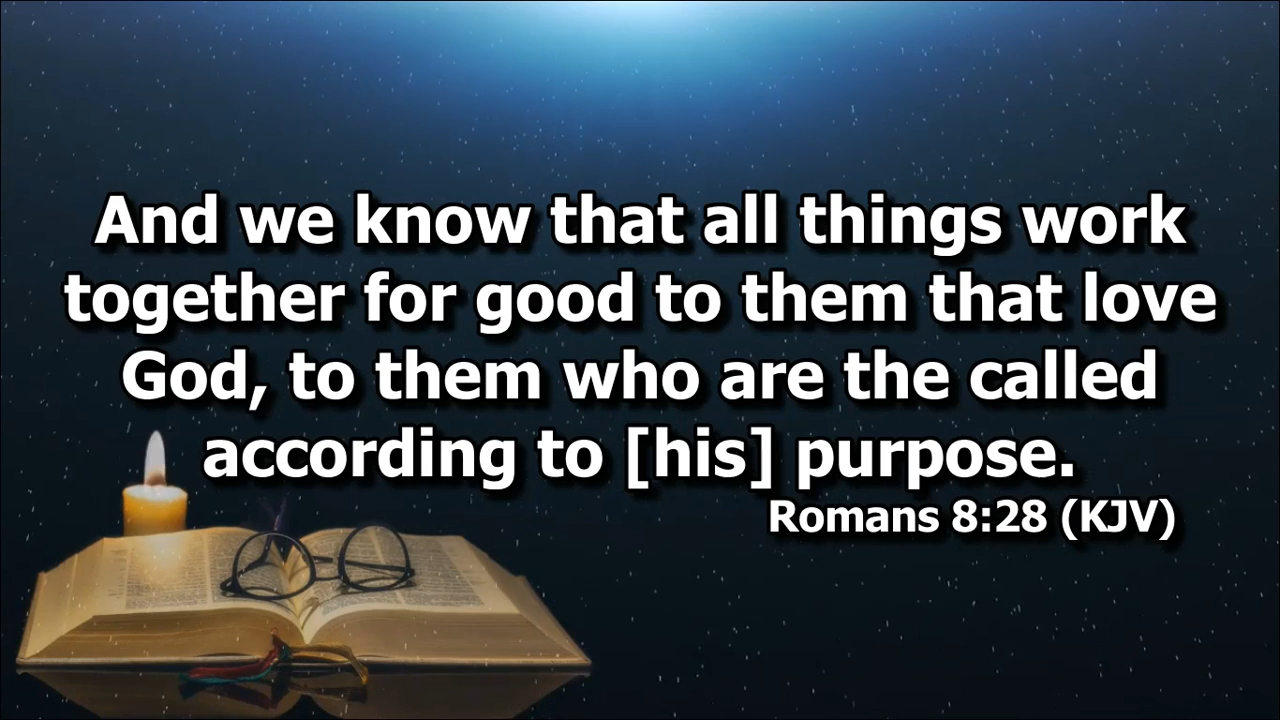 And we know that all things work
together for good to them that love
God, to them who are the called
according to [his] purpose.
Romans 8:28 (KJV)